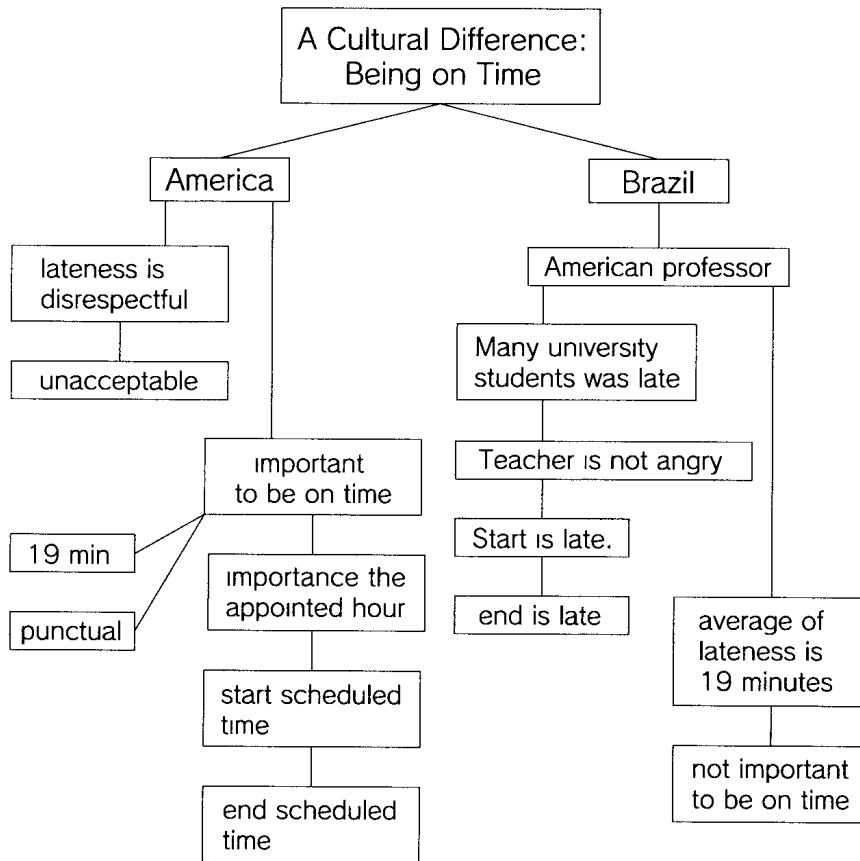 A Cultural Difference:
Being on Time
America
Brazil
lateness is
disrespectful
unacceptable
important
to be on time
19 min
punctual
importance the
appointed hour
start scheduled
time
end scheduled
time
American professor
Many university
students was late
Teacher is not angry
Start is late.
end is late
average of
lateness is
19 minutes
not important
to be on time